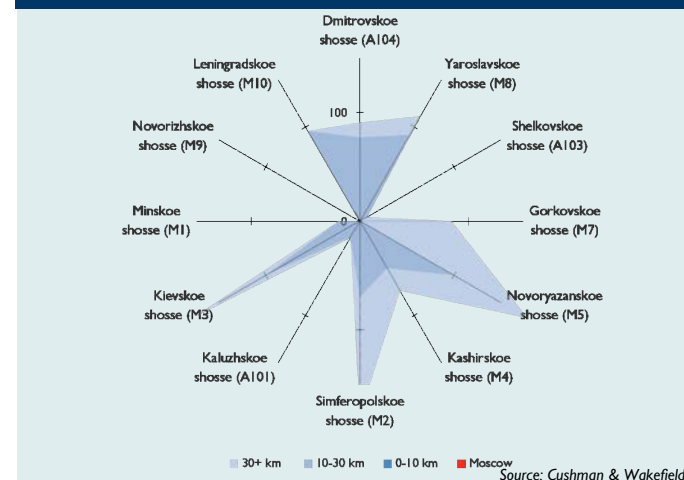 Dmitrovskoe
shosse (A104)
Leningradskoe
shosse (M10)
Yaroslavskoe
shosse (M8)
100
Novorizhskoe
shosse (M9)
Shelkovskoe
shosse (A103)
Minskoe
shosse (M1)
0
Gorkovskoe
shosse (M7)
Kievskoe
shosse (M3)
Novoryazanskoe
shosse (M5)
Kaluzhskoe
shosse (A101)
Kashirskoe
shosse (M4)
Simferopolskoe
shosse (M2)
30+ km 10-30 km 0-10 km Moscow
Source: Cushman & Wakefield